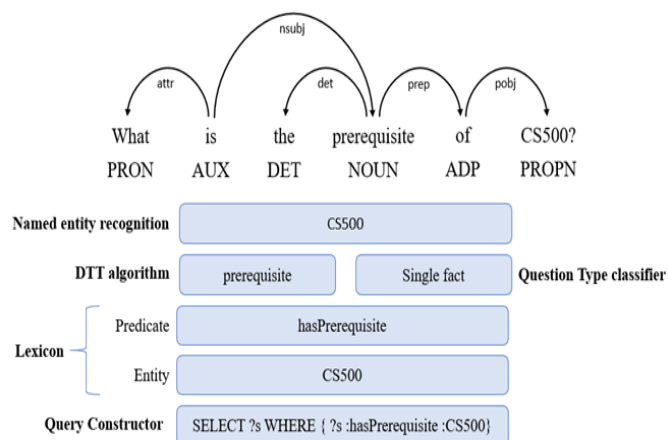 nsubj
attr det prep pobj
What is the prerequisite of CS500?
PRON AUX DET NOUN ADP PROPN
Named entity recognition CS500
DTT algorithm prerequisite Single fact Question Type classifier
Predicate hasPrerequisite
Lexicon
Entity CS500
Query Constructor SELECT ?s WHERE { ?s :hasPrerequisite :CS500}